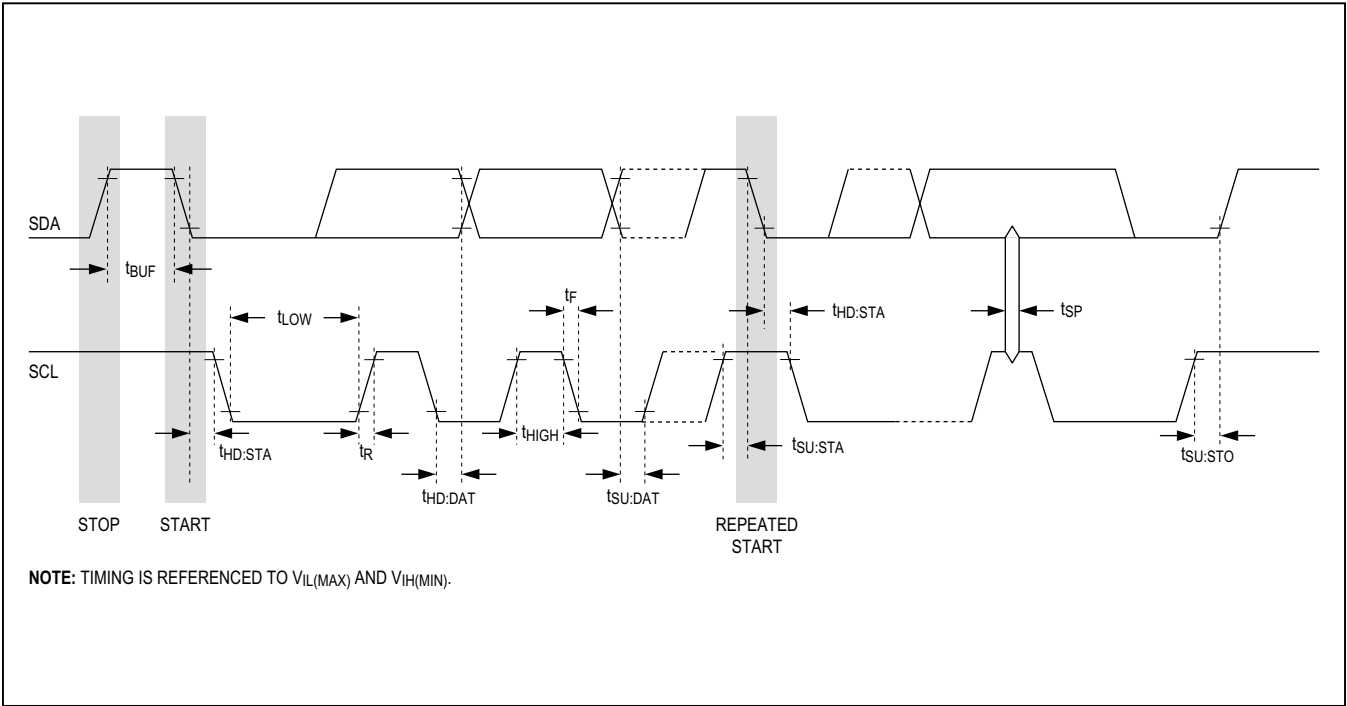 SDA
tBUF
tF
tLOW
tHD:STA
tSP
SCL
tHD:STA
tR
tHIGH
tSU:STA
tSU:STO
tHD:DAT
tSU:DAT
STOP
START
REPEATED
START
NOTE: TIMING IS REFERENCED TO VIL(MAX) AND VIH(MIN).